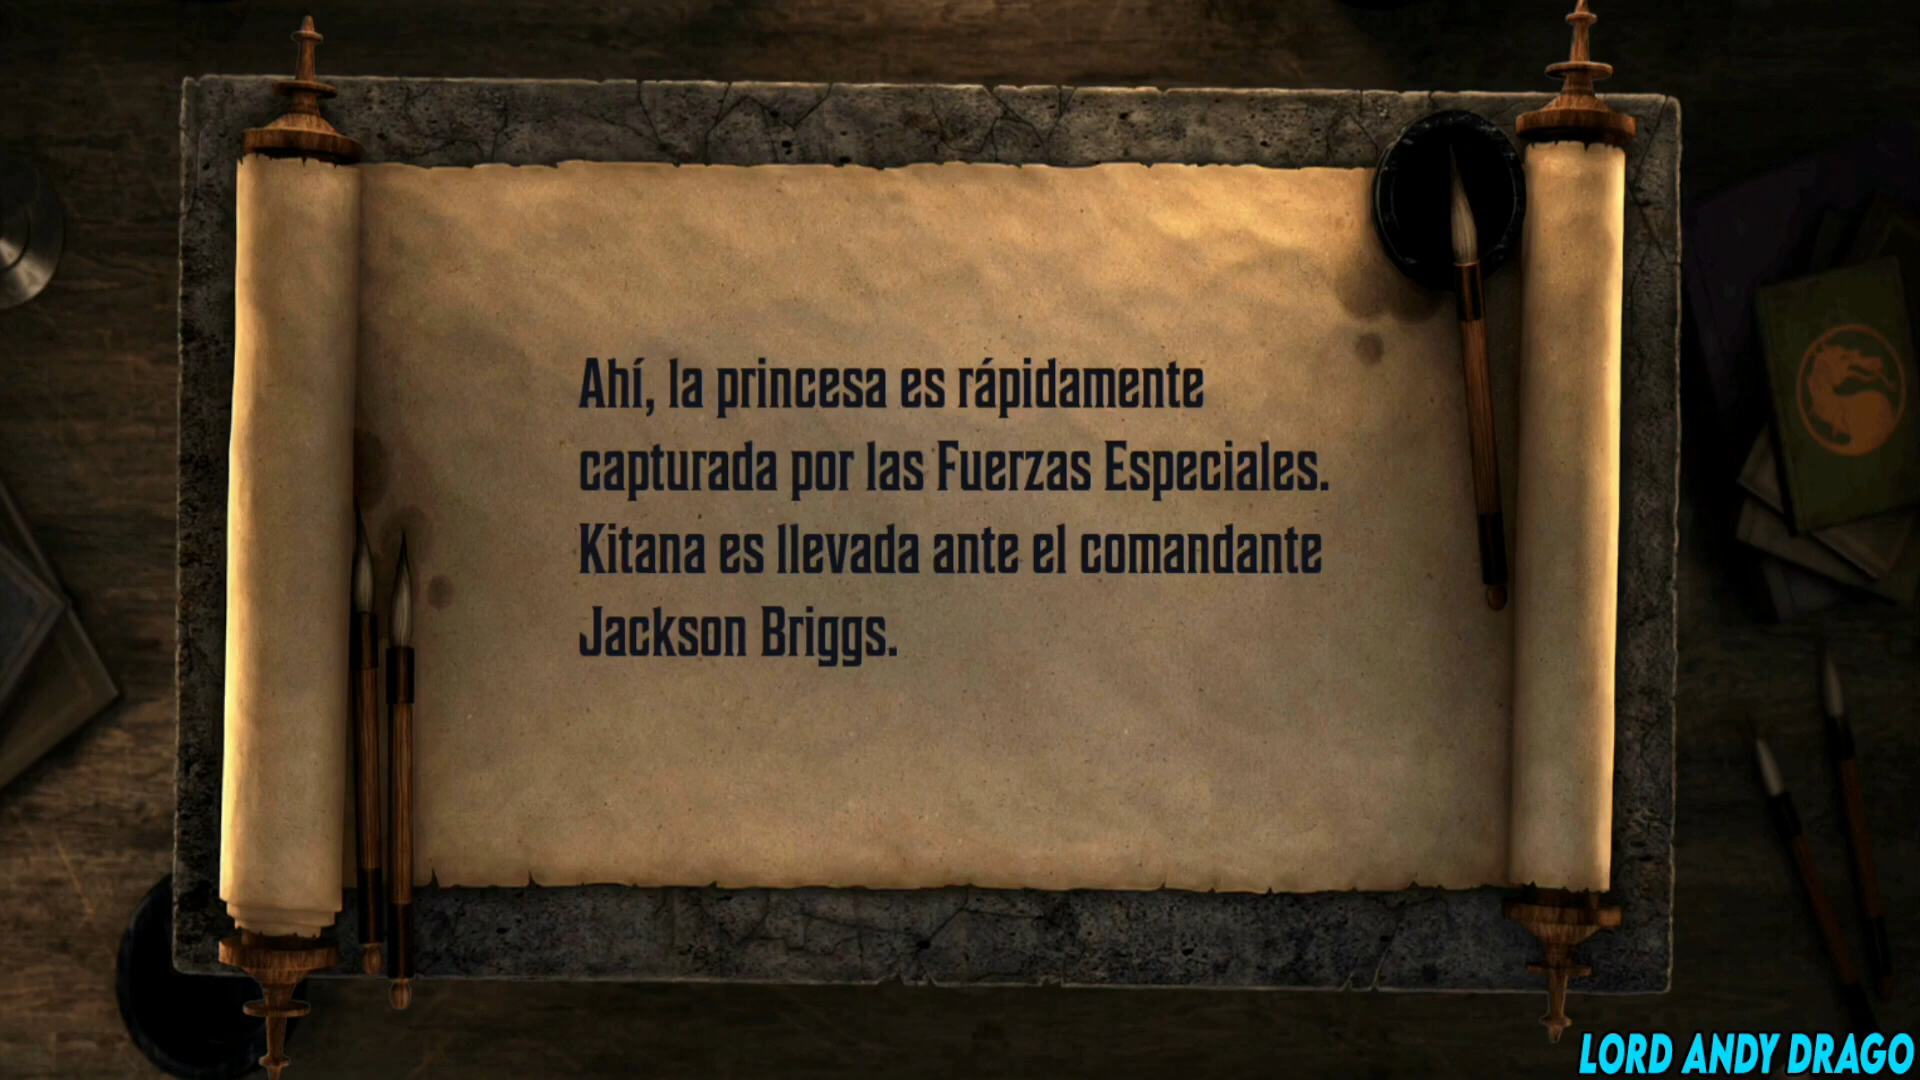 Ahí, la princesa es rápidamente
capturada por las Fuerzas Especiales.
Kitana es llevada ante el comandante
Jackson Briggs.
LORD ANDY DRAGO